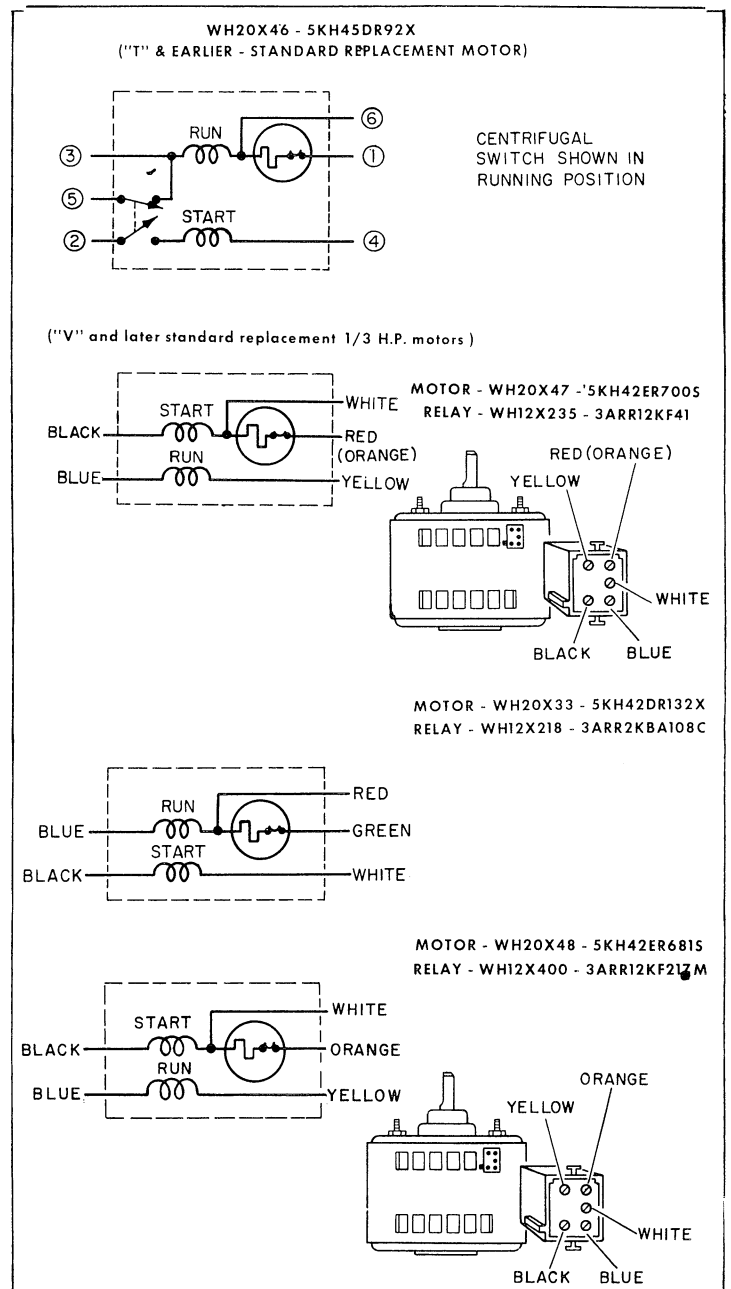 WH20X46 - 5KH45DR92X
("T" & EARLIER - STANDARD REPLACEMENT MOTOR)
RUN
6
3
1
5
START
2
4
CENTRIFUGAL
SWITCH SHOWN IN
RUNNING POSITION
("V" and later standard replacement 1/3 H.P. motors )
MOTOR - WH20X47 -'5KH42ER700S
RELAY - WH12X235 - 3ARR12KF41
START
WHITE
BLACK
RED
(ORANGE)
RUN
BLUE
YELLOW
RED (ORANGE)
YELLOW
WHITE
BLACK
BLUE
MOTOR - WH20X33 - 5KH42DR132X
RELAY - WH12X218 - 3ARR2KBA108C
RED
RUN
BLUE
GREEN
START
BLACK
WHITE
MOTOR - WH20X48 - 5KH42ER681S
RELAY - WH12X400 - 3ARR12KF217M
WHITE
START
BLACK
ORANGE
RUN
BLUE
YELLOW
ORANGE
YELLOW
WHITE
BLACK
BLUE